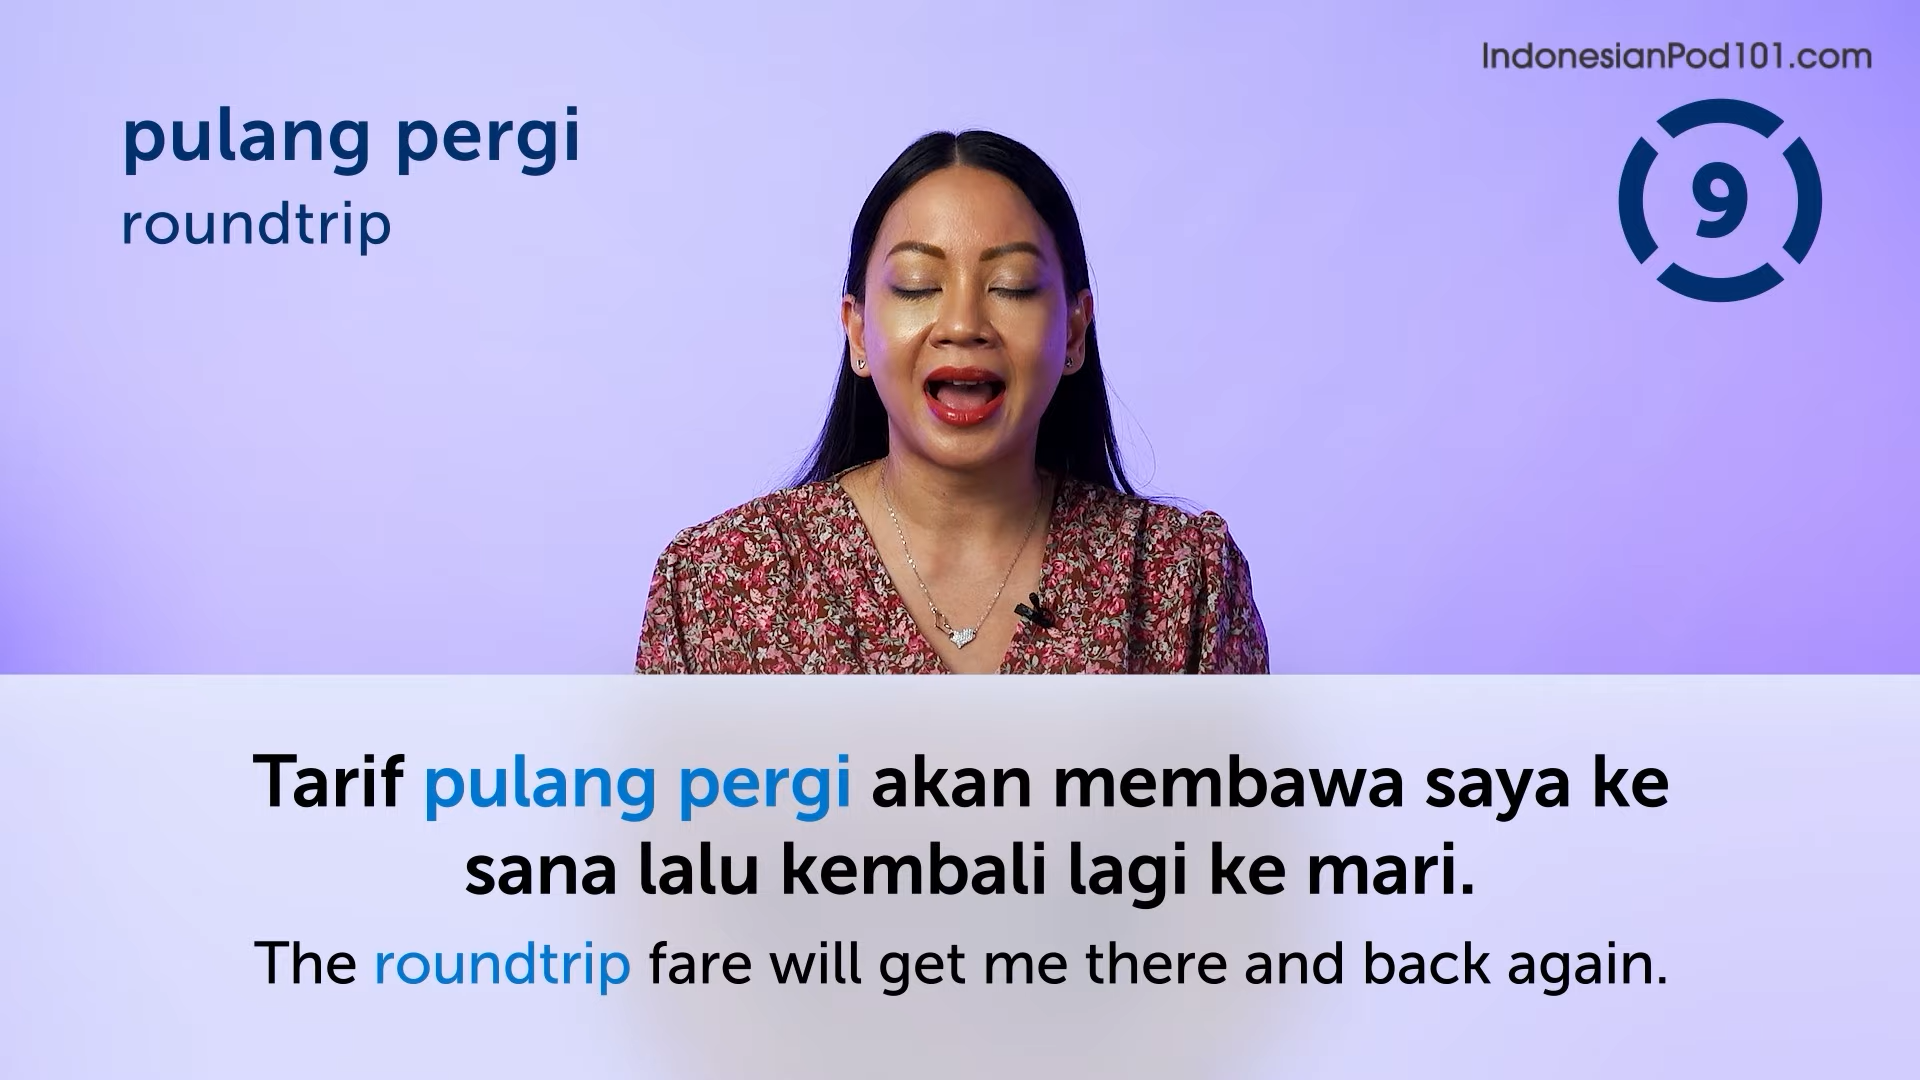 IndonesianPod101.com
pulang pergi
roundtrip
9
Tarif pulang pergi akan membawa saya ke
sana lalu kembali lagi ke mari.
The roundtrip fare will get me there and back again.